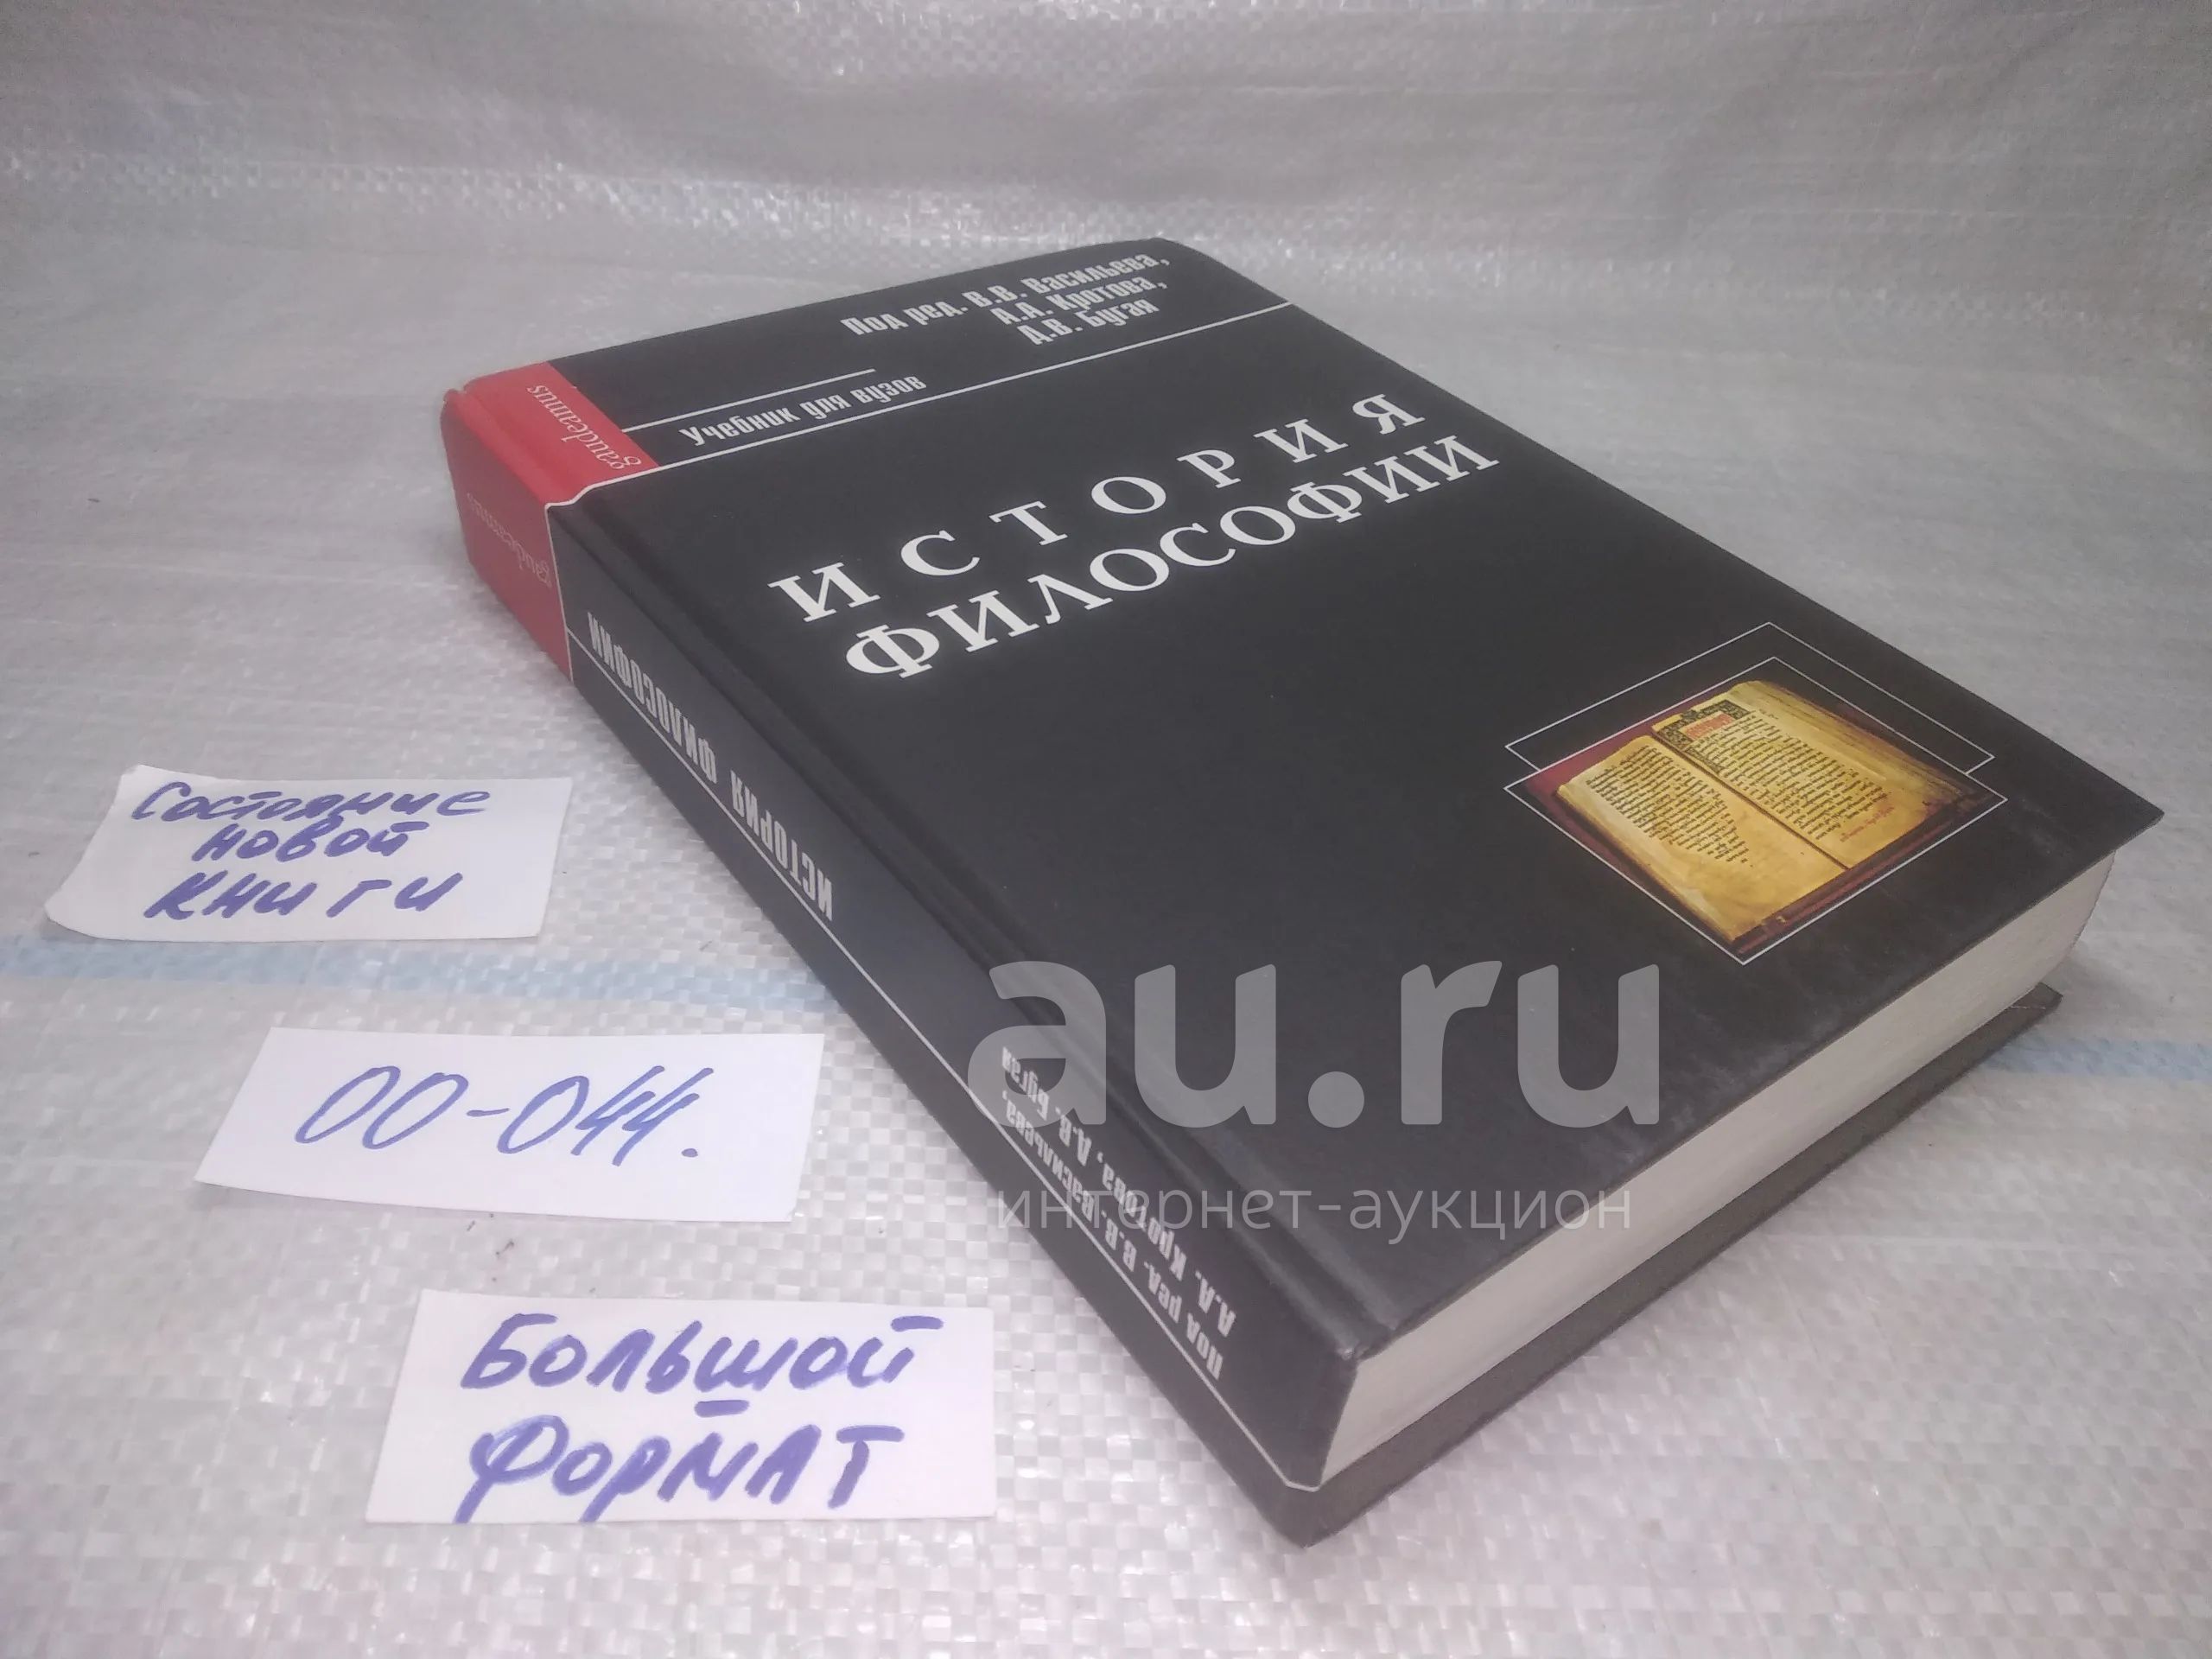 Под ред. В.В. Васильева,
А.А. Кротова,
Д.В. Бугая
gaudeamus
Учебник для вузов
ИСТОРИЯ
ФИЛОСОФИИ
gaudeamus
ИСТОРИЯ ФИЛОСОФИИ
Под ред. В.В. Васильева,
А.А. Кротова, Д.В. Бугая
Состояние
новой
книги
00-044.
Большой
формат
au.ru
интернет-аукцион